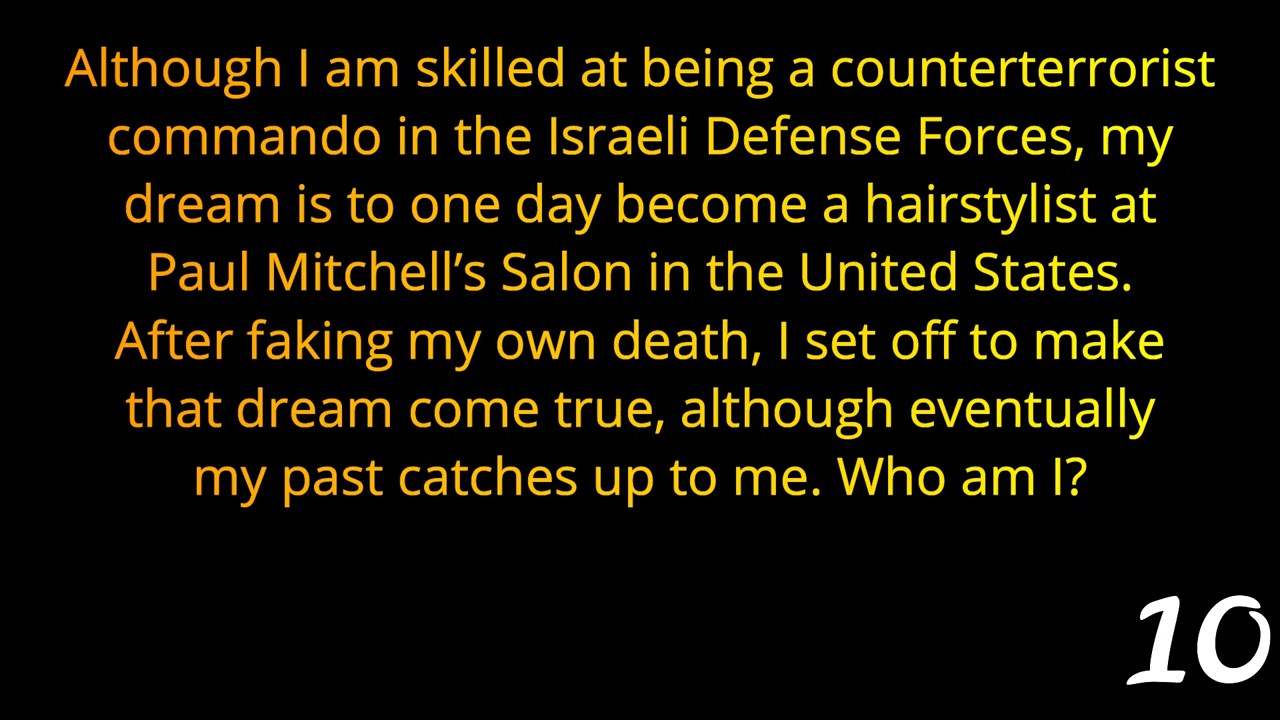 Although I am skilled at being a counterterrorist
commando in the Israeli Defense Forces, my
dream is to one day become a hairstylist at
Paul Mitchell’s Salon in the United States.
After faking my own death, I set off to make
that dream come true, although eventually
my past catches up to me. Who am I?
10